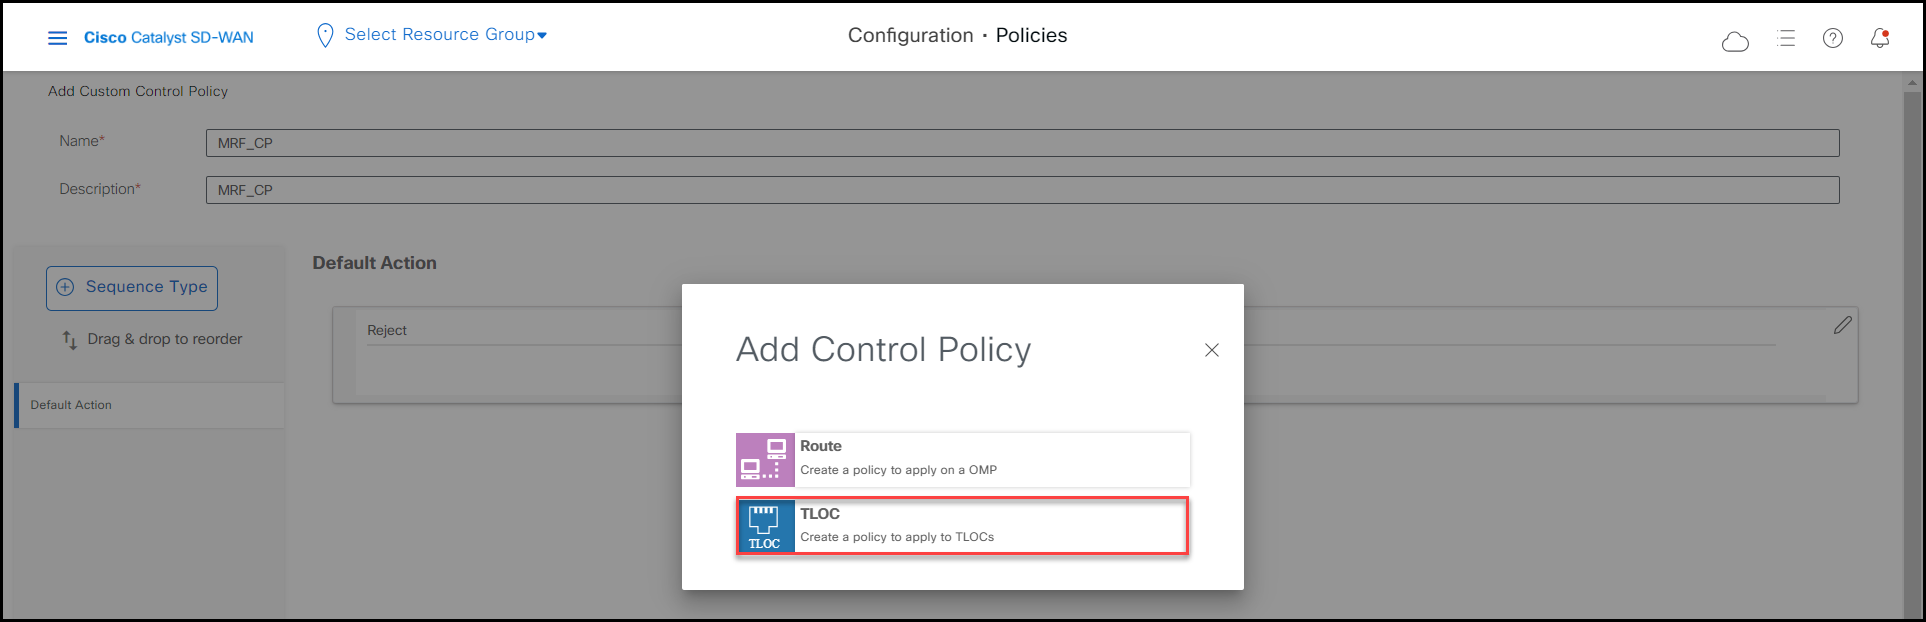 Cisco Catalyst SD-WAN
Select Resource Group
Configuration · Policies
Add Custom Control Policy
Name*
MRF_CP
Description*
MRF_CP
Sequence Type
Drag & drop to reorder
Default Action
Default Action
Reject
Add Control Policy
Route
Create a policy to apply on a OMP
TLOC
TLOC
Create a policy to apply to TLOCs